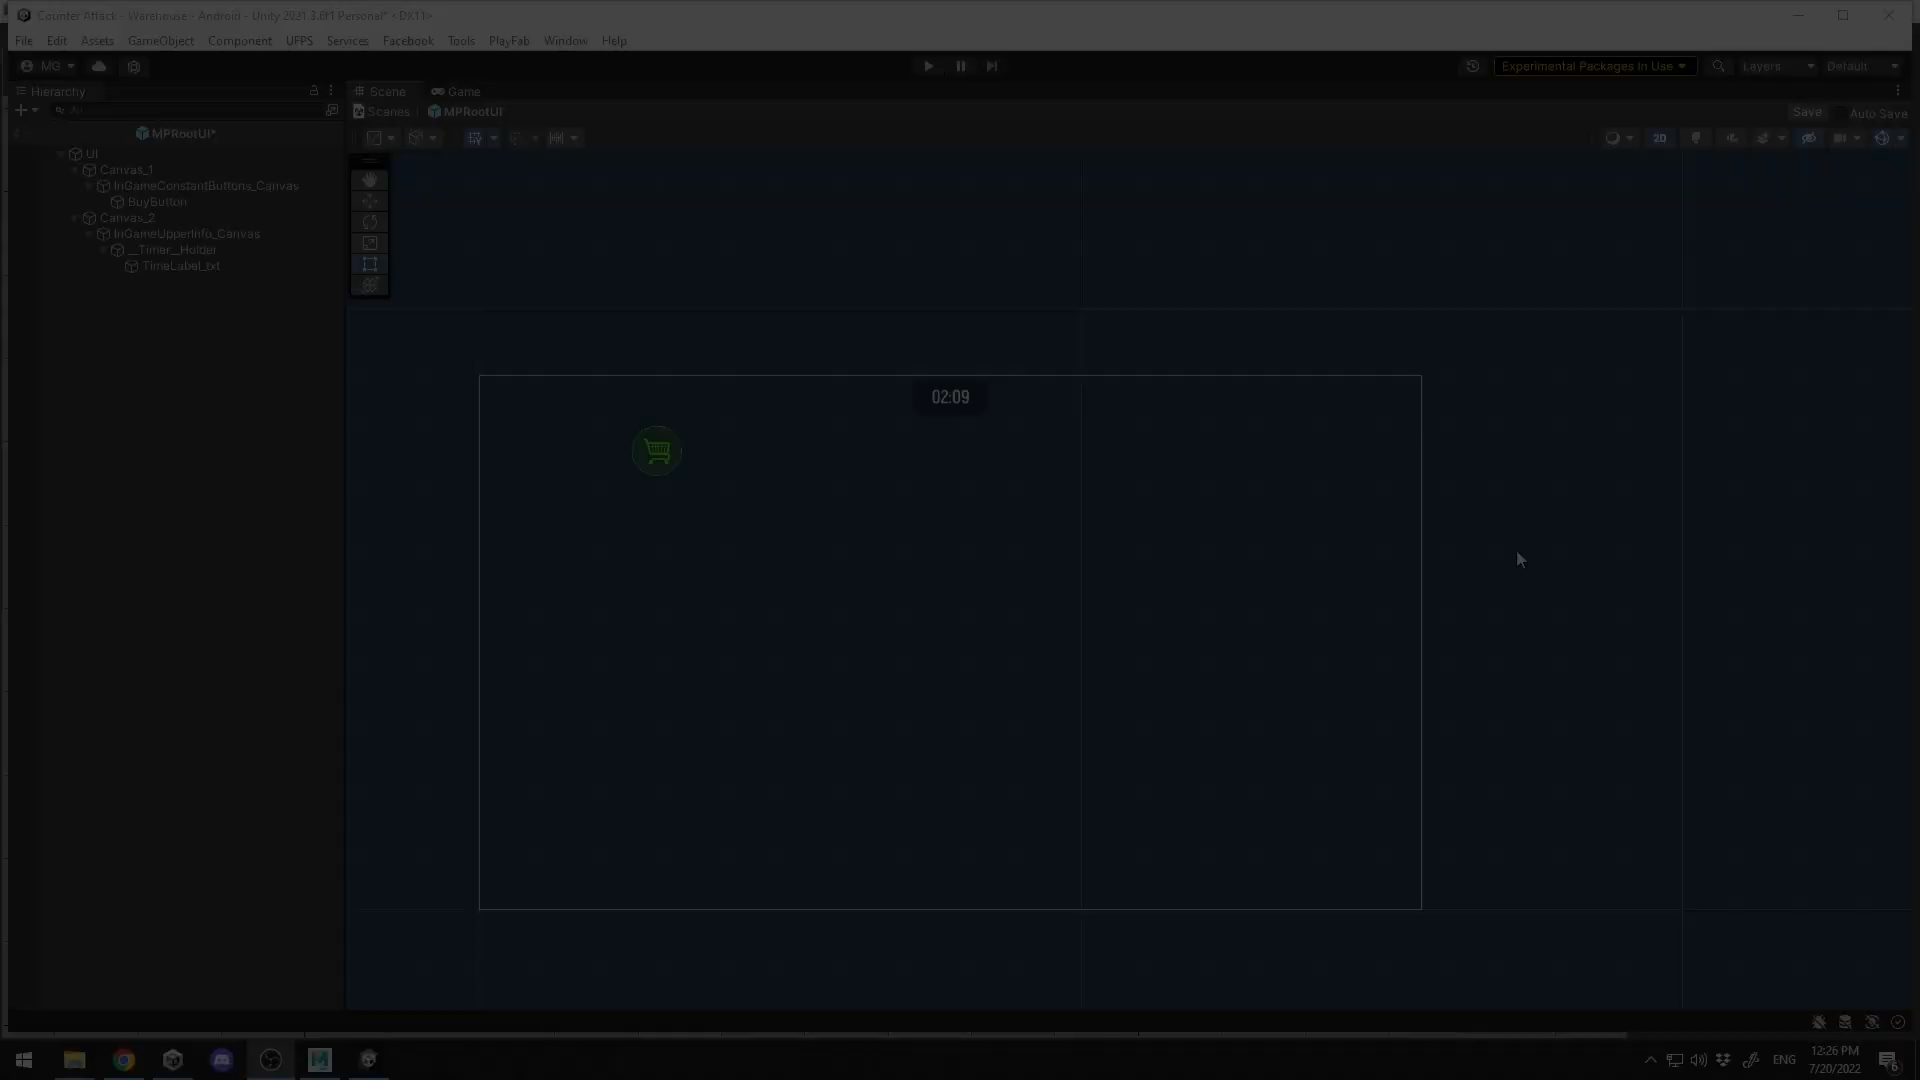 Counter Attack - Warehouse - Android - Unity 2021.3.6f1 Personal* <DX11>
File Edit Assets GameObject Component UFPS Services Facebook Tools PlayFab Window Help
MG
Experimental Packages In Use
Layers
Default
Hierarchy
Scene
Game
All
Scenes
MPRootUI
Save
Auto Save
MPRootUI*
2D
UI
Canvas_1
InGameConstantButtons_Canvas
BuyButton
Canvas_2
InGameUpperInfo_Canvas
__Timer__Holder
TimeLabel_txt
02:09
ENG
12:26 PM
7/20/2022
6